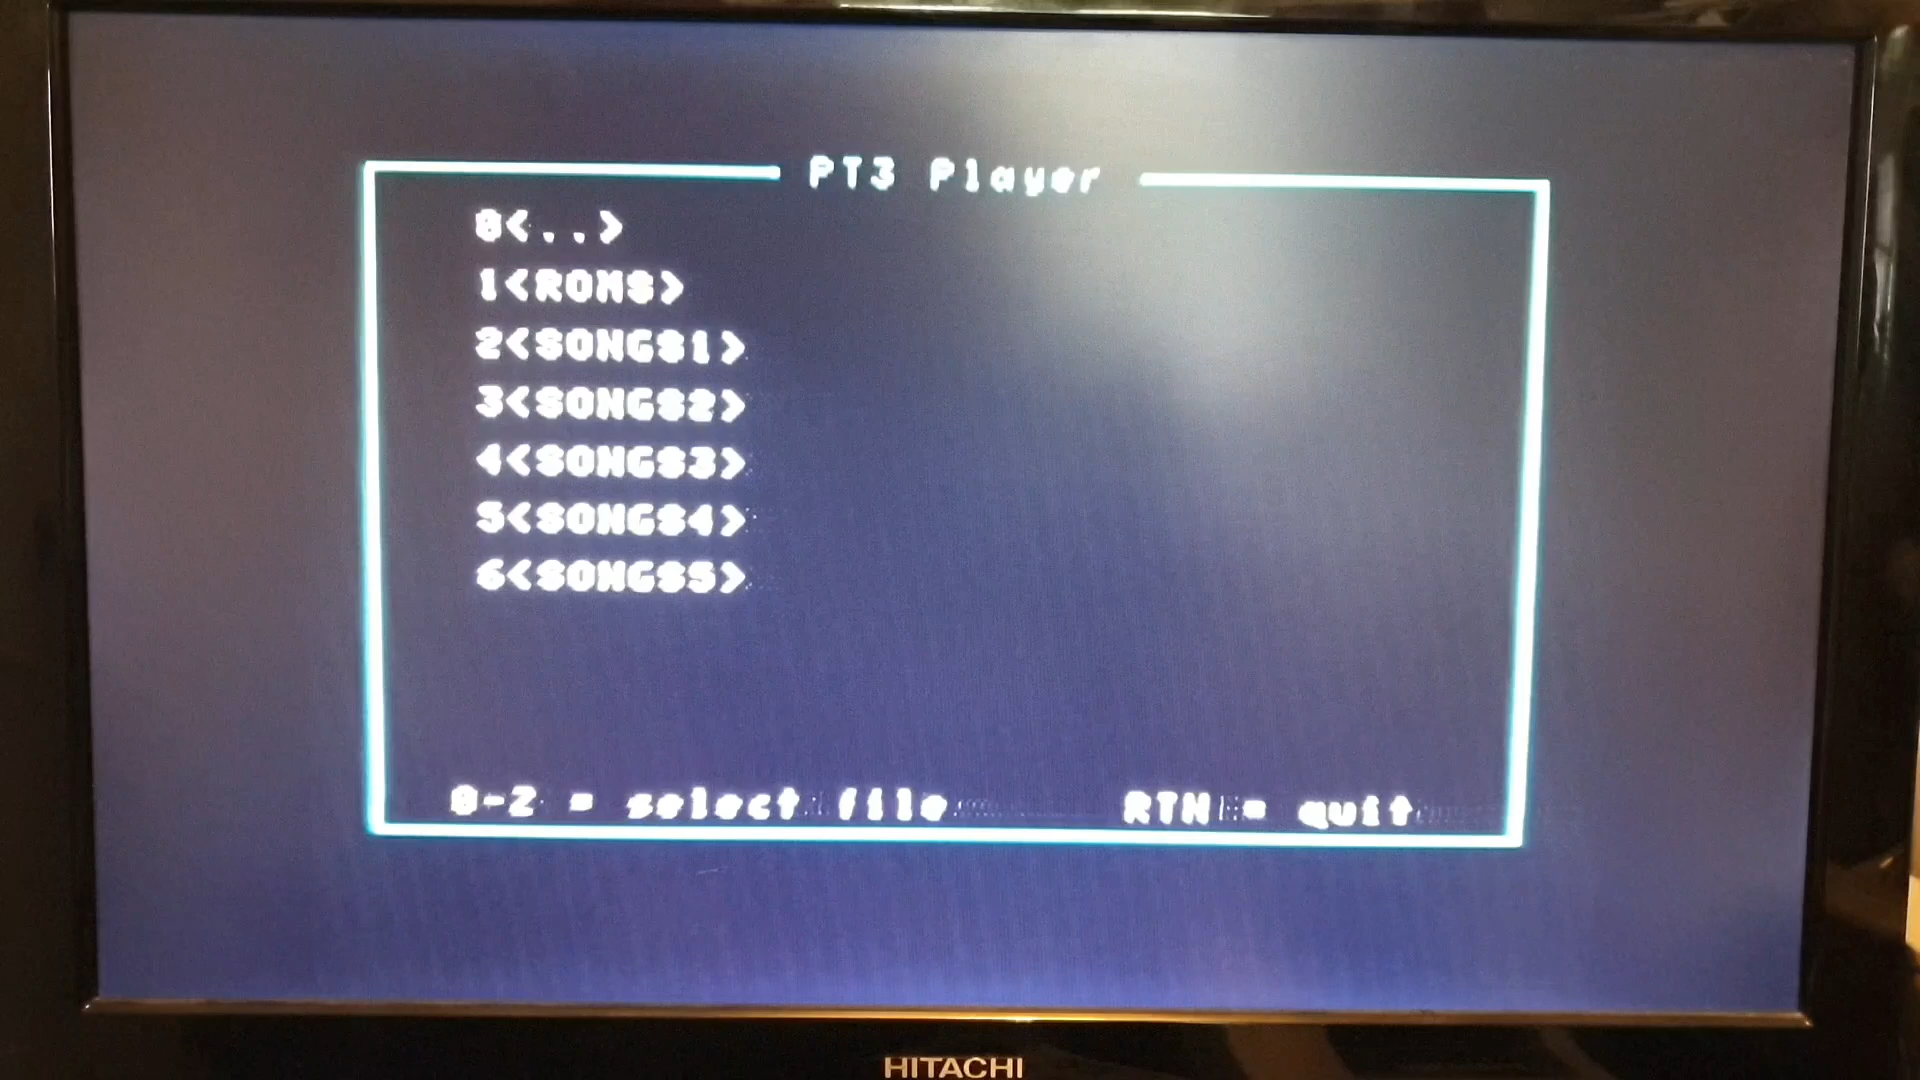 PT3 Player
0<..>
1<ROMS>
2<SONGS1>
3<SONGS2>
4<SONGS3>
5<SONGS4>
6<SONGS5>
0-Z = select file RTN = quit
HITACHI